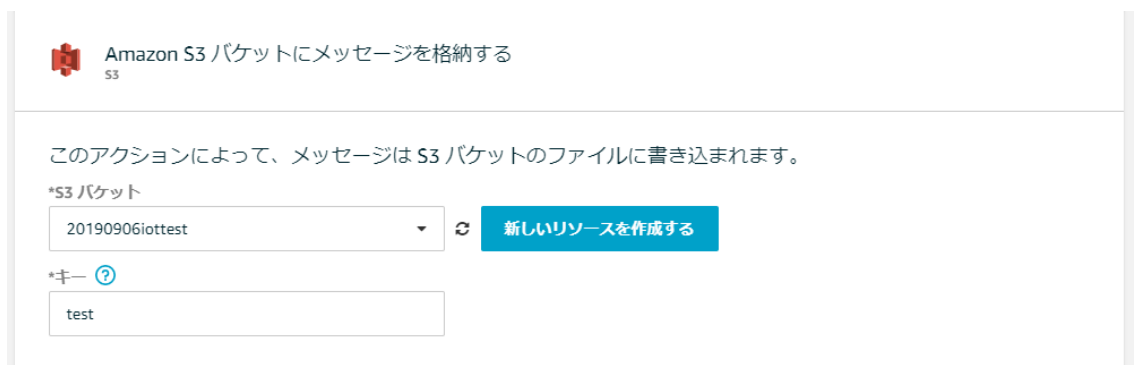 Amazon S3 バケットにメッセージを格納する
S3
このアクションによって、メッセージは S3 バケットのファイルに書き込まれます。
*S3 バケット
20190906iottest
新しいリソースを作成する
*キー ?
test